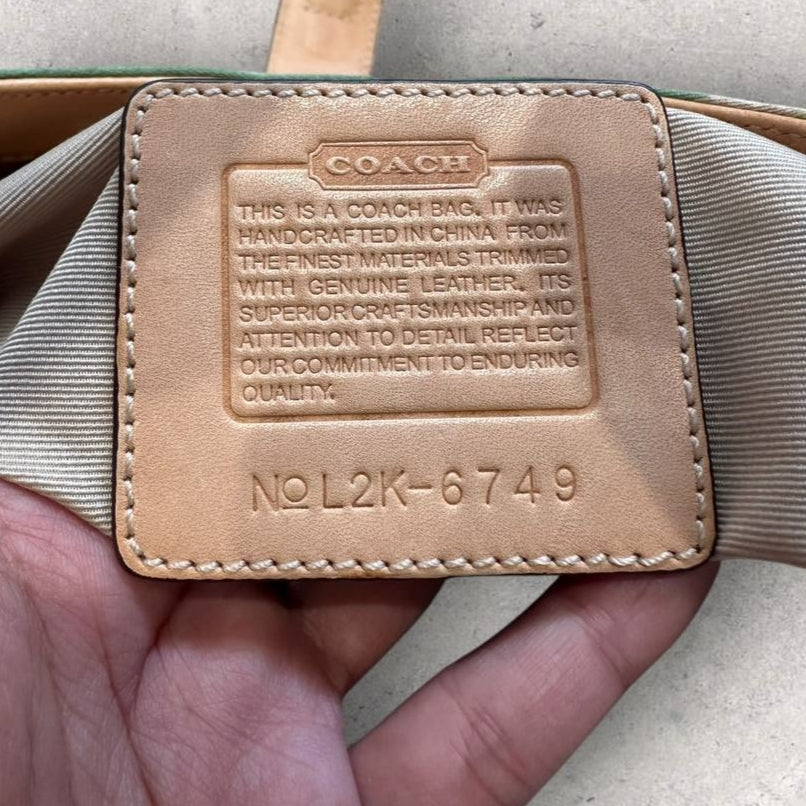 COACH
THIS IS A COACH BAG. IT WAS
HANDCRAFTED IN CHINA FROM
THE FINEST MATERIALS TRIMMED
WITH GENUINE LEATHER. ITS
SUPERIOR CRAFTSMANSHIP AND
ATTENTION TO DETAIL REFLECT
OUR COMMITMENT TO ENDURING
QUALITY.
No L2K-6749